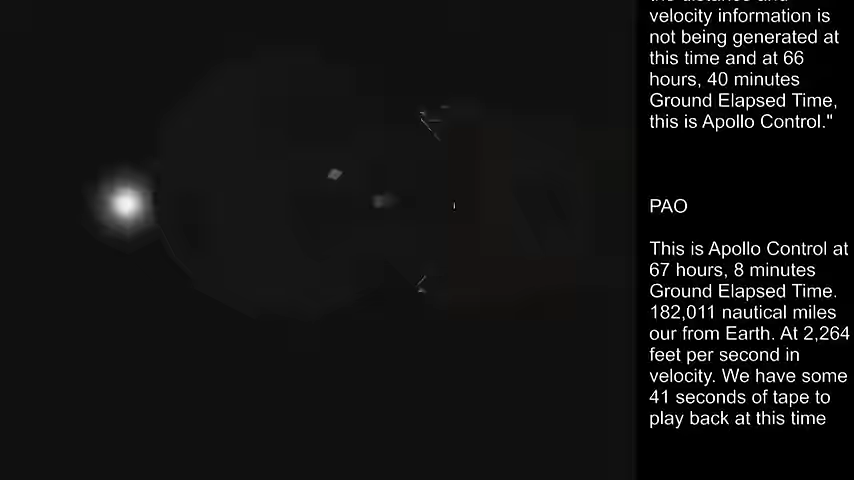 velocity information is
not being generated at
this time and at 66
hours, 40 minutes
Ground Elapsed Time,
this is Apollo Control."
PAO
This is Apollo Control at
67 hours, 8 minutes
Ground Elapsed Time.
182,011 nautical miles
our from Earth. At 2,264
feet per second in
velocity. We have some
41 seconds of tape to
play back at this time